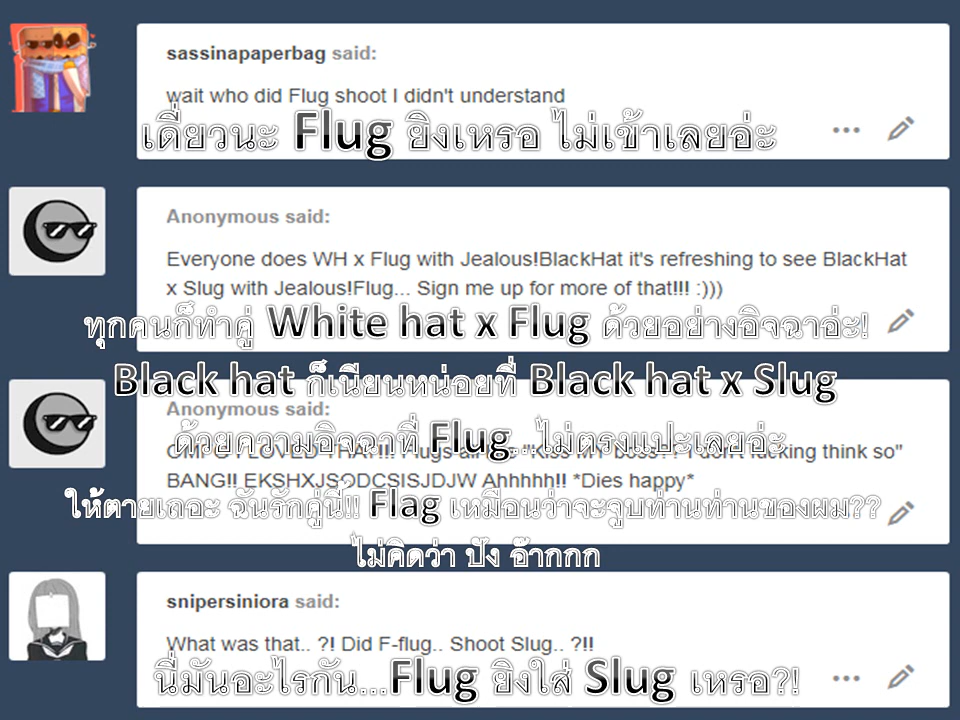 sassinapaperbag said:
wait who did Flug shoot I didn't understand
เดี่ยวนะ Flug ยิงเหรอ ไม่เข้าเลยอ่ะ
Anonymous said:
Everyone does WH x Flug with Jealous!BlackHat it's refreshing to see BlackHat
x Slug with Jealous!Flug... Sign me up for more of that!!! :)))
ทุกคนก็ทำคู่ White hat x Flug ด้วยอย่างอิจฉาอ่ะ!
Black hat ก็เนียนหน่อยที่ Black hat x Slug
Anonymous said:
ด้วยความอิจฉาที่ Flug...ไม่ตรงแปะเลยอ่ะ
LOVED THAT!!! "Kiss MY boss?? I don't fucking think so"
BANG!! EKSHXJSODCSISJDJW Ahhhhh!! *Dies happy*
ให้ตายเถอะ ฉันรักคู่นี้!! Flag เหมือนว่าจะจูบท่านท่านของผม??
ไม่คิดว่า ปัง อ๊ากกก
snipersiniora said:
What was that.. ?! Did F-flug.. Shoot Slug.. ?!!
นี่มันอะไรกัน...Flug ยิงใส่ Slug เหรอ?!